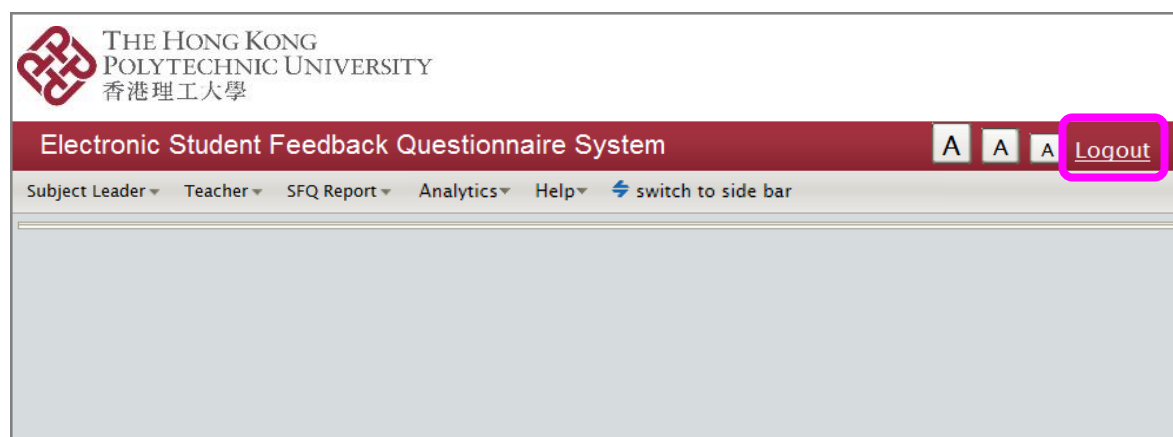 THE HONG KONG
POLYTECHNIC UNIVERSITY
香港理工大學
Electronic Student Feedback Questionnaire System A A A Logout
Subject Leader Teacher SFQ Report Analytics Help switch to side bar